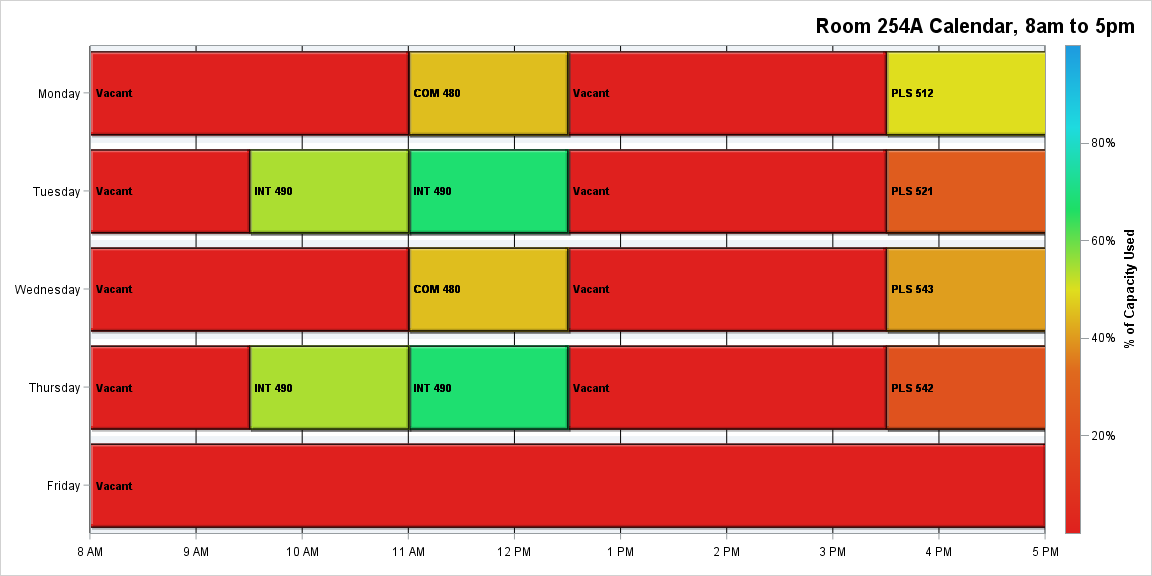 Room 254A Calendar, 8am to 5pm
Monday
Vacant
COM 480
Vacant
PLS 512
Tuesday
Vacant
INT 490
INT 490
Vacant
PLS 521
Wednesday
Vacant
COM 480
Vacant
PLS 543
Thursday
Vacant
INT 490
INT 490
Vacant
PLS 542
Friday
Vacant
8 AM
9 AM
10 AM
11 AM
12 PM
1 PM
2 PM
3 PM
4 PM
5 PM
80%
60%
40%
20%
% of Capacity Used